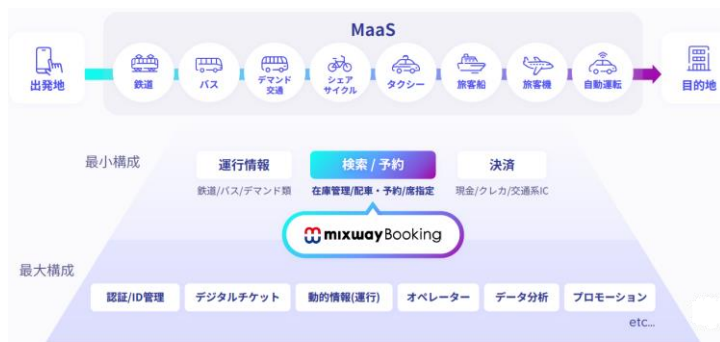 MaaS
出発地
鉄道
バス
デマンド
交通
シェア
サイクル
タクシー
旅客船
旅客機
自動運転
目的地
最小構成
運行情報
検索 / 予約
決済
鉄道/バス/デマンド類
在庫管理/配車・予約/席指定
現金/クレカ/交通系IC
mixway Booking
最大構成
認証/ID管理
デジタルチケット
動的情報(運行)
オペレーター
データ分析
プロモーション
etc...